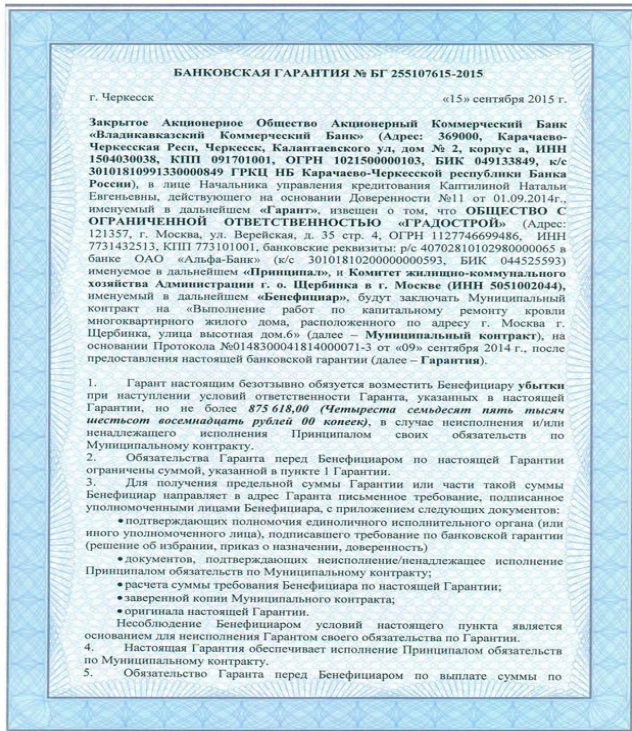 БАНКОВСКАЯ ГАРАНТИЯ № БГ 255107615-2015
г. Черкесск «15» сентября 2015 г.
Закрытое Акционерное Общество Акционерный Коммерческий Банк
«Владикавказский Коммерческий Банк» (Адрес: 369000, Карачаево-
Черкесская Респ, Черкесск, Калантаевского ул, дом № 2, корпус а, ИНН
1504030038, КПП 091701001, ОГРН 1021500000103, БИК 049133849, к/с
30101810991330000849 ГРКЦ НБ Карачаево-Черкесской республики Банка
России), в лице Начальника управления кредитования Каптилиной Натальи
Евгеньевны, действующего на основании Доверенности №11 от 01.09.2014г.,
именуемый в дальнейшем «Гарант», извещен о том, что ОБЩЕСТВО С
ОГРАНИЧЕННОЙ ОТВЕТСТВЕННОСТЬЮ «ГРАДОСТРОЙ» (Адрес:
121357, г. Москва, ул. Верейская, д. 35 стр. 4, ОГРН 1127746699486, ИНН
7731432513, КПП 773101001, банковские реквизиты: р/с 40702810102980000065 в
банке ОАО «Альфа-Банк» (к/с 30101810200000000593, БИК 044525593)
именуемое в дальнейшем «Принципал», и Комитет жилищно-коммунального
хозяйства Администрации г. о. Щербинка в г. Москве (ИНН 5051002044),
именуемый в дальнейшем «Бенефициар», будут заключать Муниципальный
контракт на «Выполнение работ по капитальному ремонту кровли
многоквартирного жилого дома, расположенного по адресу г. Москва г.
Щербинка, улица высотная дом.6» (далее – Муниципальный контракт), на
основании Протокола №0148300041814000071-3 от «09» сентября 2014 г., после
предоставления настоящей банковской гарантии (далее – Гарантия).
1. Гарант настоящим безотзывно обязуется возместить Бенефициару убытки
при наступлении условий ответственности Гаранта, указанных в настоящей
Гарантии, но не более 875 618,00 (Четыреста семьдесят пять тысяч
шестьсот восемнадцать рублей 00 копеек), в случае неисполнения и/или
ненадлежащего исполнения Принципалом своих обязательств по
Муниципальному контракту.
2. Обязательства Гаранта перед Бенефициаром по настоящей Гарантии
ограничены суммой, указанной в пункте 1 Гарантии.
3. Для получения предельной суммы Гарантии или части такой суммы
Бенефициар направляет в адрес Гаранта письменное требование, подписанное
уполномоченными лицами Бенефициара, с приложением следующих документов:
•подтверждающих полномочия единоличного исполнительного органа (или
иного уполномоченного лица), подписавшего требование по банковской гарантии
(решение об избрании, приказ о назначении, доверенность)
•документов, подтверждающих неисполнение/ненадлежащее исполнение
Принципалом обязательств по Муниципальному контракту;
•расчета суммы требования Бенефициара по настоящей Гарантии;
•заверенной копии Муниципального контракта;
•оригинала настоящей Гарантии.
Несоблюдение Бенефициаром условий настоящего пункта является
основанием для неисполнения Гарантом своего обязательства по Гарантии.
4. Настоящая Гарантия обеспечивает исполнение Принципалом обязательств
по Муниципальному контракту.
5. Обязательство Гаранта перед Бенефициаром по выплате суммы по